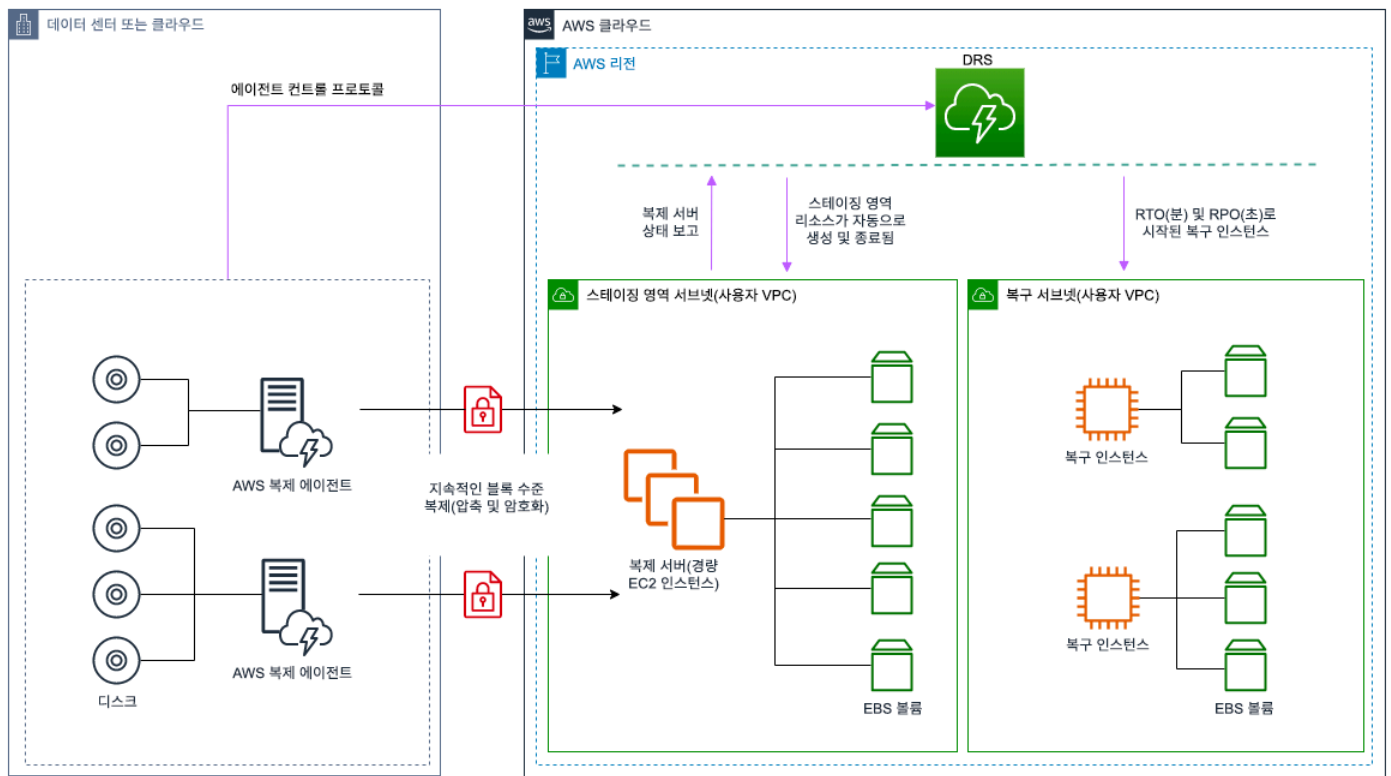 데이터 센터 또는 클라우드
aws
AWS 클라우드
AWS 리전
DRS
에이전트 컨트롤 프로토콜
복제 서버
상태 보고
스테이징 영역
리소스가 자동으로
생성 및 종료됨
RTO(분) 및 RPO(초)로
시작된 복구 인스턴스
스테이징 영역 서브넷(사용자 VPC)
복구 서브넷(사용자 VPC)
AWS 복제 에이전트
지속적인 블록 수준
복제(압축 및 암호화)
복제 서버(경량
EC2 인스턴스)
복구 인스턴스
AWS 복제 에이전트
디스크
EBS 볼륨
복구 인스턴스
EBS 볼륨